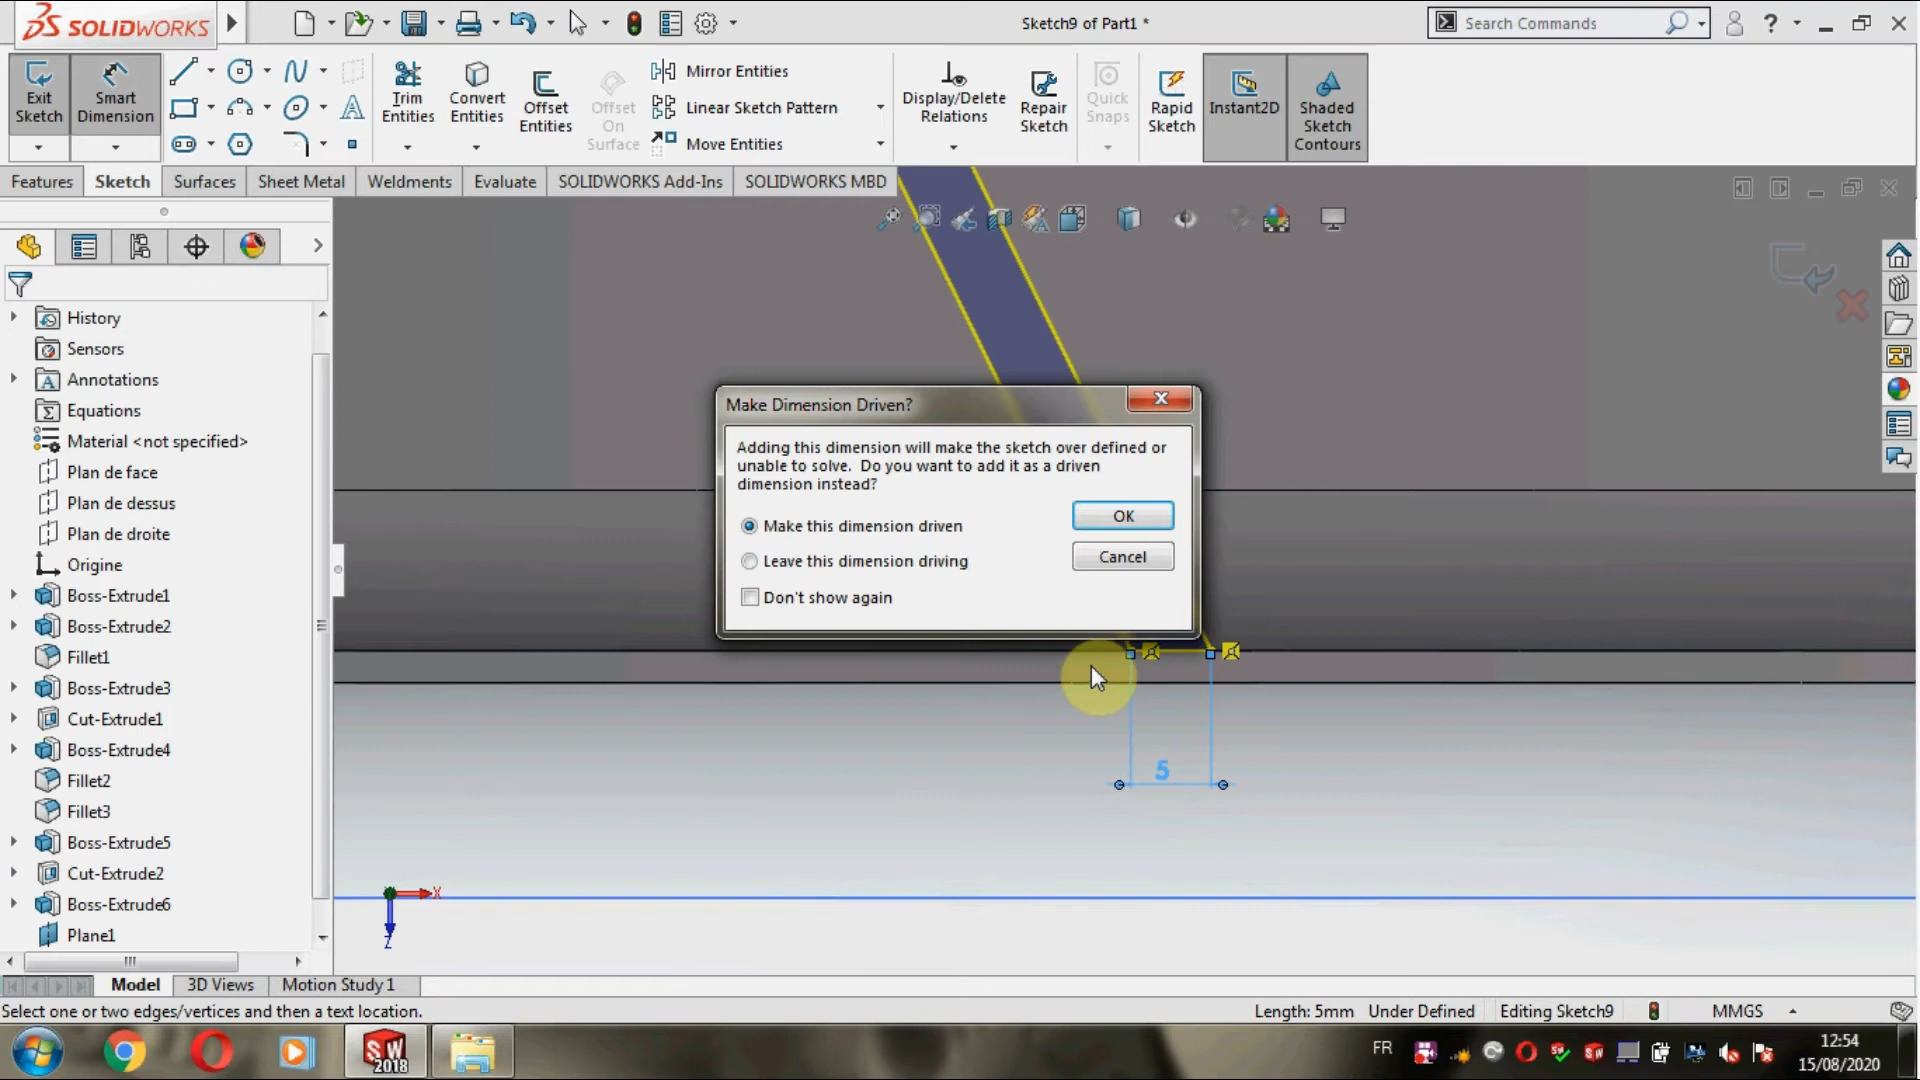 SOLIDWORKS
Sketch9 of Part1 *
Search Commands
Exit Sketch
Smart Dimension
Trim Entities
Convert Entities
Offset Entities
Offset On Surface
Mirror Entities
Linear Sketch Pattern
Move Entities
Display/Delete Relations
Repair Sketch
Quick Snaps
Rapid Sketch
Instant2D
Shaded Sketch Contours
Features
Sketch
Surfaces
Sheet Metal
Weldments
Evaluate
SOLIDWORKS Add-Ins
SOLIDWORKS MBD
History
Sensors
Annotations
Equations
Material <not specified>
Plan de face
Plan de dessus
Plan de droite
Origine
Boss-Extrude1
Boss-Extrude2
Fillet1
Boss-Extrude3
Cut-Extrude1
Boss-Extrude4
Fillet2
Fillet3
Boss-Extrude5
Cut-Extrude2
Boss-Extrude6
Plane1
Make Dimension Driven?
Adding this dimension will make the sketch over defined or
unable to solve. Do you want to add it as a driven
dimension instead?
Make this dimension driven
OK
Leave this dimension driving
Cancel
Don't show again
5
X
Z
Model
3D Views
Motion Study 1
Select one or two edges/vertices and then a text location.
Length: 5mm
Under Defined
Editing Sketch9
MMGS
SW
2018
FR
12:54
15/08/2020